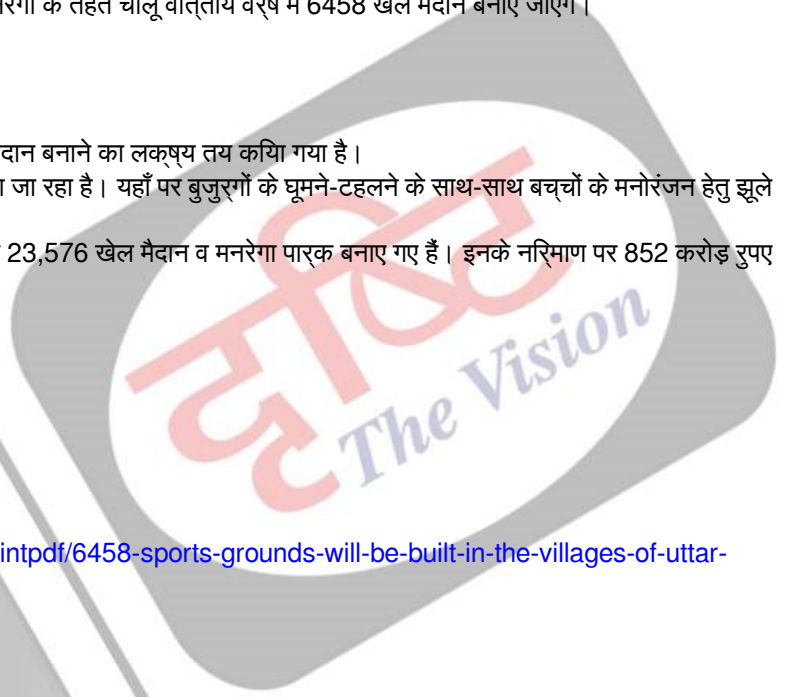 नरेगा के तहत चालू वित्तीय वर्ष में 6458 खेल मैदान बनाए जाएंगे।
दान बनाने का लक्ष्य तय किया गया है।
जा रहा है। यहाँ पर बुजुर्गों के घूमने-टहलने के साथ-साथ बच्चों के मनोरंजन हेतु झूले
23,576 खेल मैदान व मनरेगा पार्क बनाए गए हैं। इनके निर्माण पर 852 करोड़ रुपए
दृष्टि
The Vision
intpdf/6458-sports-grounds-will-be-built-in-the-villages-of-uttar-